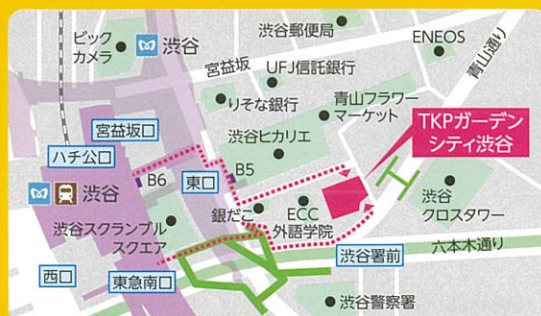 ビック
カメラ
渋谷
渋谷郵便局
ENEOS
青山通り
宮益坂
UFJ信託銀行
りそな銀行
青山フラワー
マーケット
TKPガーデン
シティ渋谷
宮益坂口
渋谷ヒカリエ
ハチ公口
B6
東口
B5
渋谷
銀だこ
ECC
外語学院
渋谷
クロスタワー
渋谷スクランブル
スクエア
六本木通り
西口
東急南口
渋谷署前
渋谷警察署